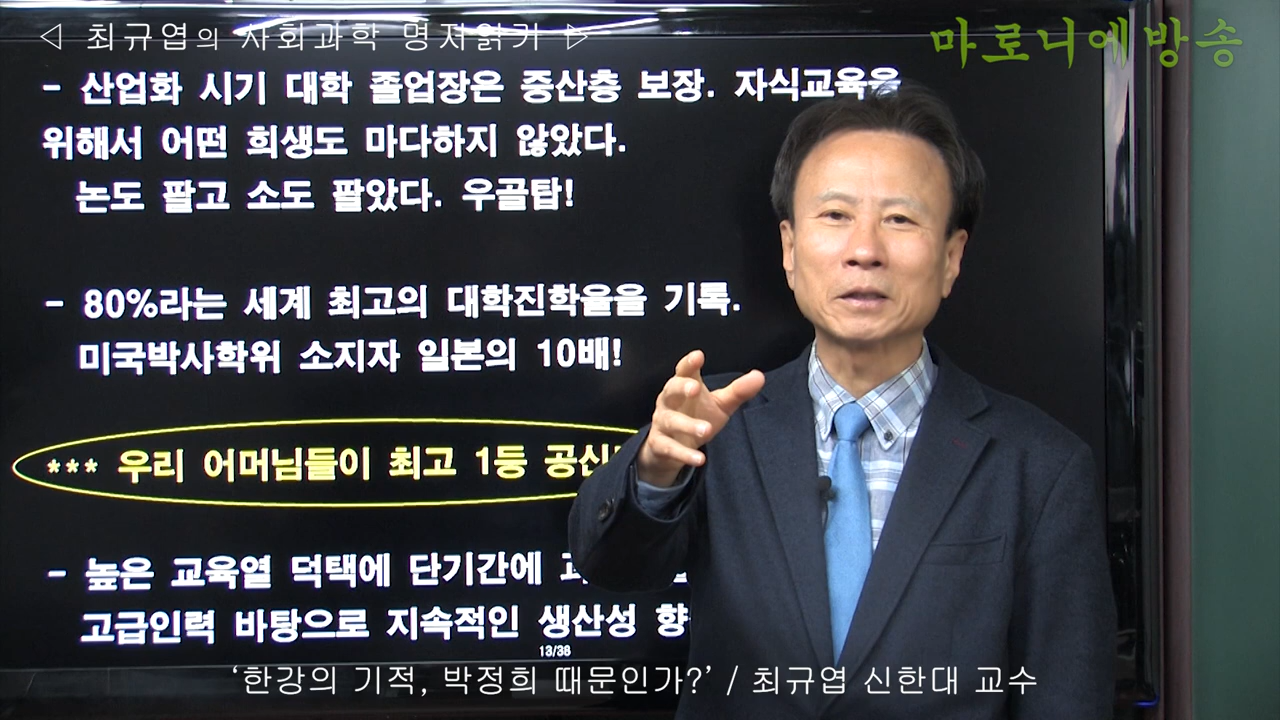 ◁ 최규엽의 사회과학 명저읽기 ▷
마로니에방송
- 산업화 시기 대학 졸업장은 중산층 보장. 자식교육을
위해서 어떤 희생도 마다하지 않았다.
논도 팔고 소도 팔았다. 우골탑!
- 80%라는 세계 최고의 대학진학율을 기록.
미국박사학위 소지자 일본의 10배!
*** 우리 어머님들이 최고 1등 공신
- 높은 교육열 덕택에 단기간에
고급인력 바탕으로 지속적인 생산성 향
13/38
‘한강의 기적, 박정희 때문인가?’ / 최규엽 신한대 교수